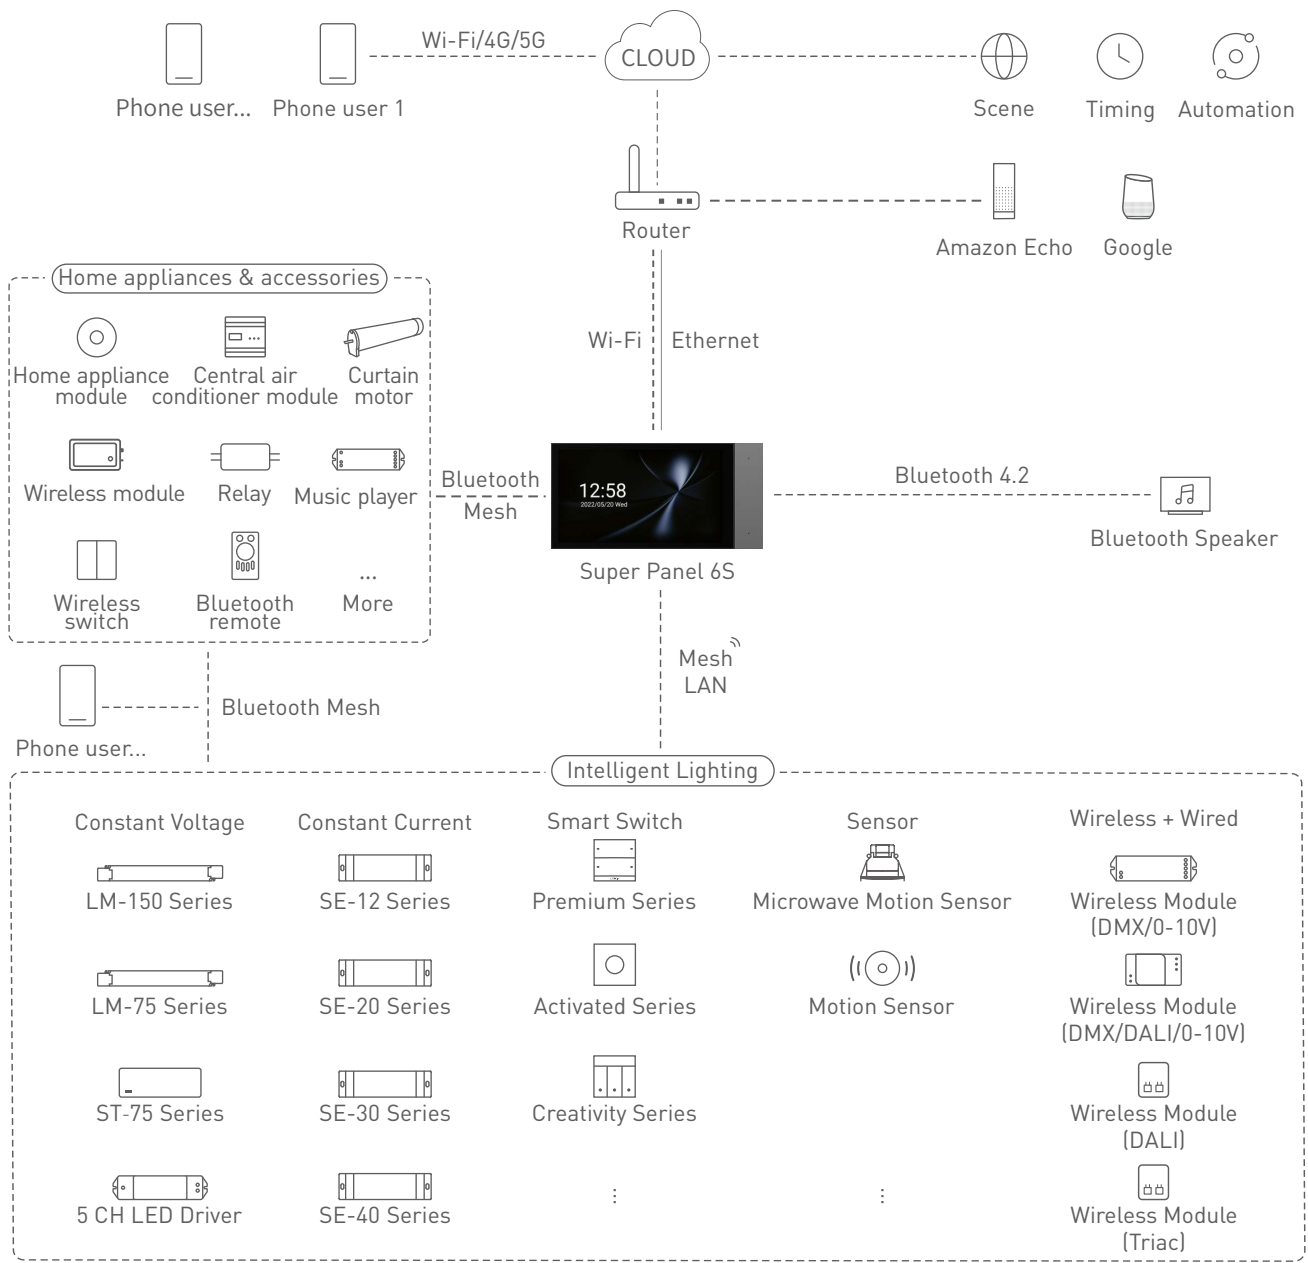 Wi-Fi/4G/5G
CLOUD
Phone user...
Phone user 1
Scene
Timing
Automation
Router
Amazon Echo
Google
Home appliances & accessories
Wi-Fi
Ethernet
Home appliance
module
Central air
conditioner module
Curtain
motor
Wireless module
Relay
Music player
Wireless
switch
Bluetooth
remote
...
More
Bluetooth
Mesh
12:58
2022/05/20 Wed
Super Panel 6S
Bluetooth 4.2
Bluetooth Speaker
Mesh
LAN
Bluetooth Mesh
Phone user...
Intelligent Lighting
Constant Voltage
LM-150 Series
LM-75 Series
ST-75 Series
5 CH LED Driver
Constant Current
SE-12 Series
SE-20 Series
SE-30 Series
SE-40 Series
Smart Switch
Premium Series
Activated Series
Creativity Series
⋮
Sensor
Microwave Motion Sensor
Motion Sensor
⋮
Wireless + Wired
Wireless Module
(DMX/0-10V)
Wireless Module
(DMX/DALI/0-10V)
Wireless Module
(DALI)
Wireless Module
(Triac)